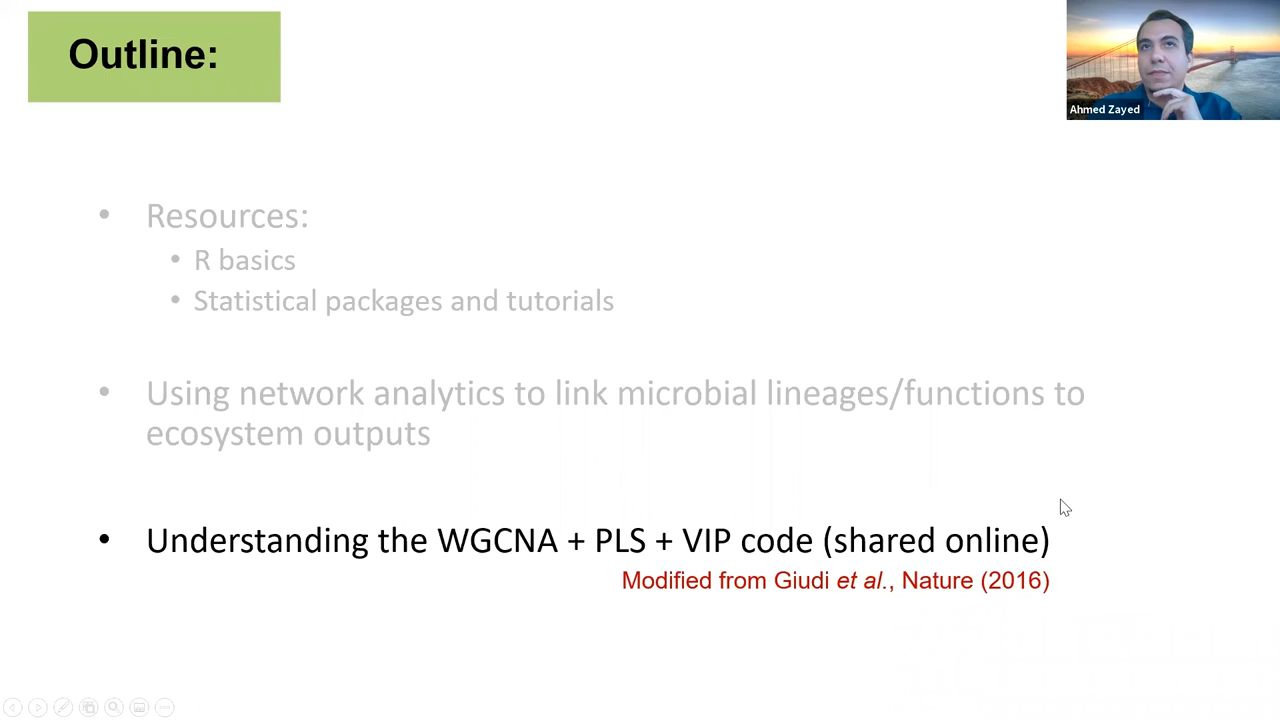 Outline:
Ahmed Zayed
• Resources:
• R basics
• Statistical packages and tutorials
• Using network analytics to link microbial lineages/functions to
ecosystem outputs
• Understanding the WGCNA + PLS + VIP code (shared online)
Modified from Giudi et al., Nature (2016)